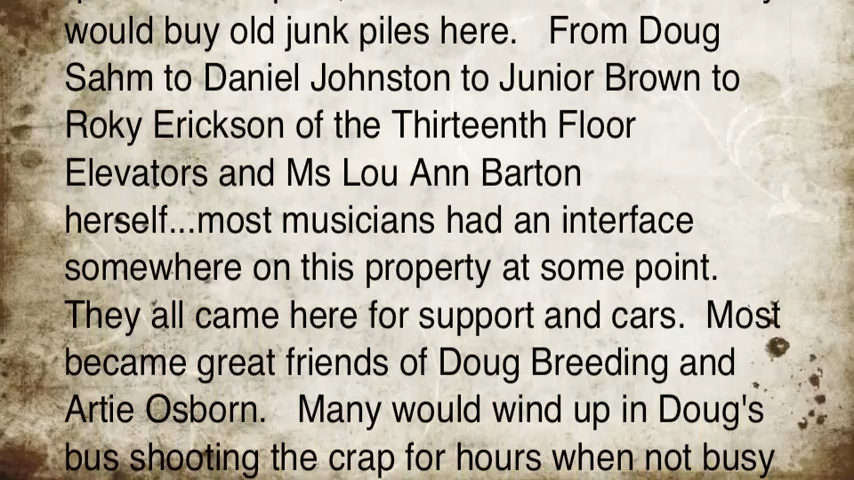 would buy old junk piles here.   From Doug
Sahm to Daniel Johnston to Junior Brown to
Roky Erickson of the Thirteenth Floor
Elevators and Ms Lou Ann Barton
herself...most musicians had an interface
somewhere on this property at some point.
They all came here for support and cars.  Most
became great friends of Doug Breeding and
Artie Osborn.   Many would wind up in Doug's
bus shooting the crap for hours when not busy